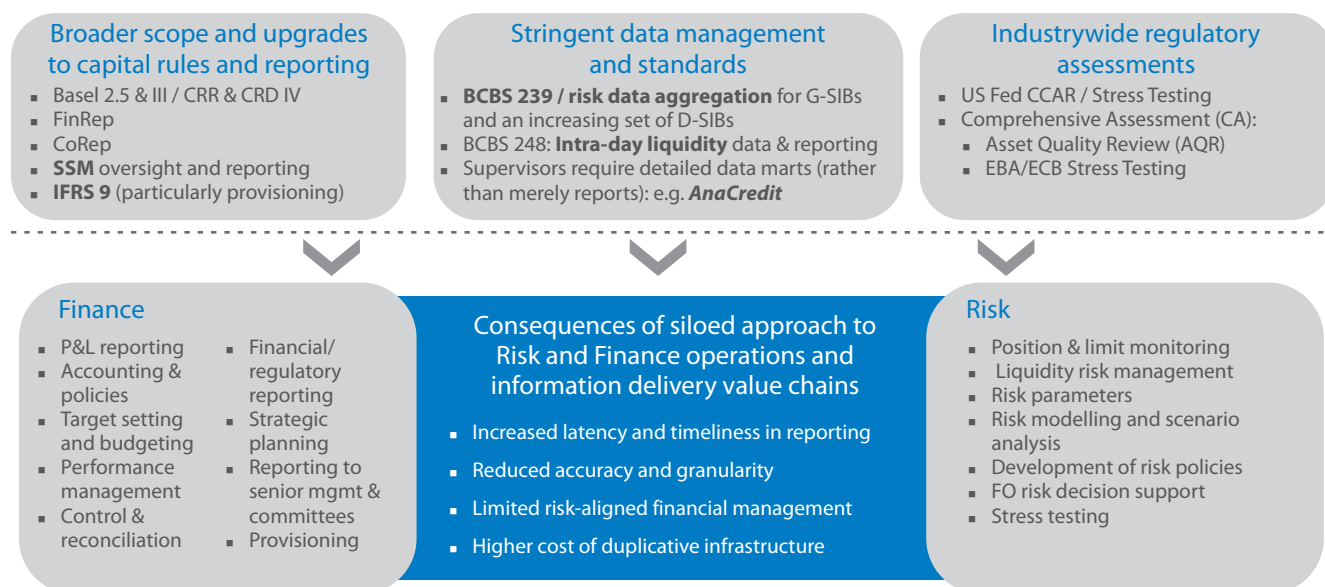 Broader scope and upgrades
to capital rules and reporting
▪ Basel 2.5 & III / CRR & CRD IV
▪ FinRep
▪ CoRep
▪ SSM oversight and reporting
▪ IFRS 9 (particularly provisioning)
Stringent data management
and standards
▪ BCBS 239 / risk data aggregation for G-SIBs
and an increasing set of D-SIBs
▪ BCBS 248: Intra-day liquidity data & reporting
▪ Supervisors require detailed data marts (rather
than merely reports): e.g. AnaCredit
Industrywide regulatory
assessments
▪ US Fed CCAR / Stress Testing
▪ Comprehensive Assessment (CA):
▪ Asset Quality Review (AQR)
▪ EBA/ECB Stress Testing
Finance
▪ P&L reporting
▪ Accounting &
policies
▪ Target setting
and budgeting
▪ Performance
management
▪ Control &
reconciliation
▪ Financial/
regulatory
reporting
▪ Strategic
planning
▪ Reporting to
senior mgmt &
committees
▪ Provisioning
Consequences of siloed approach to
Risk and Finance operations and
information delivery value chains
▪ Increased latency and timeliness in reporting
▪ Reduced accuracy and granularity
▪ Limited risk-aligned financial management
▪ Higher cost of duplicative infrastructure
Risk
▪ Position & limit monitoring
▪ Liquidity risk management
▪ Risk parameters
▪ Risk modelling and scenario
analysis
▪ Development of risk policies
▪ FO risk decision support
▪ Stress testing